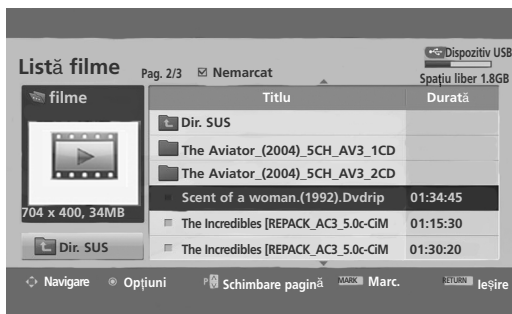 Dispozitiv USB
Listă filme
Pag. 2/3
Nemarcat
Spaţiu liber 1.8GB
filme
Titlu
Durată
Dir. SUS
The Aviator_(2004)_5CH_AV3_1CD
The Aviator_(2004)_5CH_AV3_2CD
Scent of a woman.(1992).Dvdrip 01:34:45
704 x 400, 34MB
The Incredibles [REPACK_AC3_5.0c-CiM 01:15:30
Dir. SUS
The Incredibles [REPACK_AC3_5.0c-CiM 01:30:20
Navigare
Opţiuni
P Schimbare pagină
MARK Marc.
RETURN Ieşire